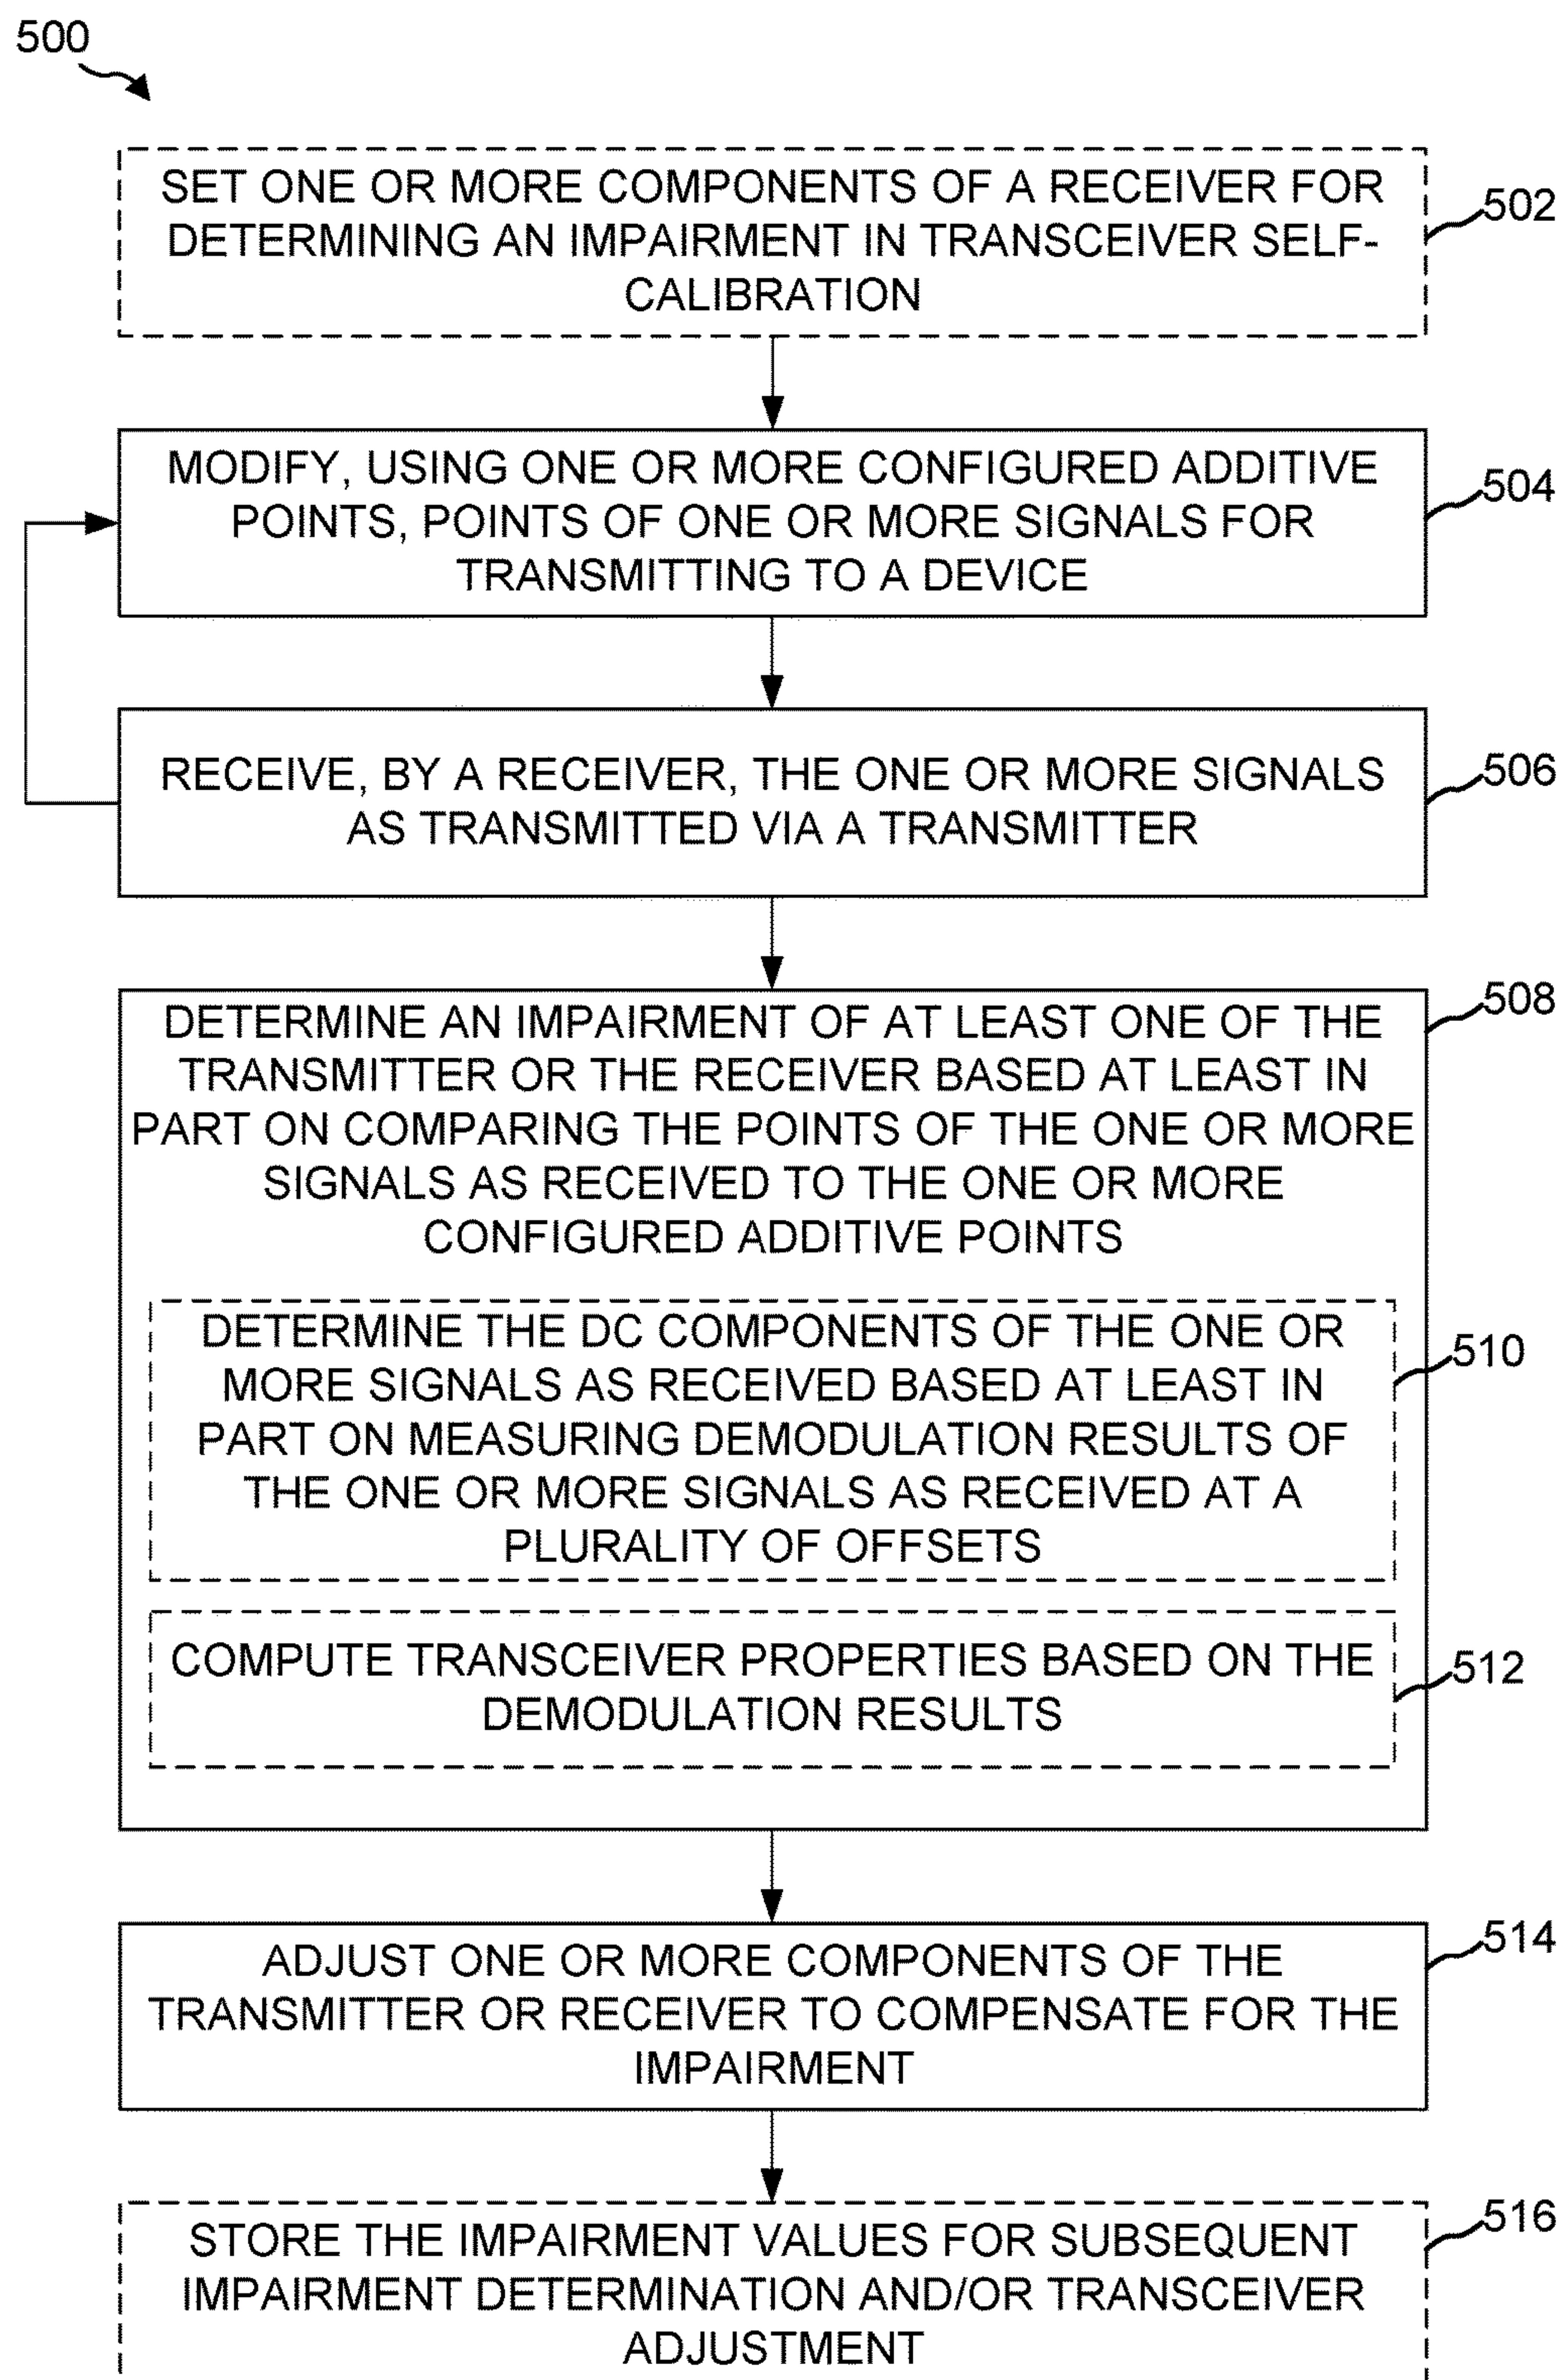 500
SET ONE OR MORE COMPONENTS OF A RECEIVER FOR
DETERMINING AN IMPAIRMENT IN TRANSCEIVER SELF-
CALIBRATION
502
MODIFY, USING ONE OR MORE CONFIGURED ADDITIVE
POINTS, POINTS OF ONE OR MORE SIGNALS FOR
TRANSMITTING TO A DEVICE
504
RECEIVE, BY A RECEIVER, THE ONE OR MORE SIGNALS
AS TRANSMITTED VIA A TRANSMITTER
506
DETERMINE AN IMPAIRMENT OF AT LEAST ONE OF THE
TRANSMITTER OR THE RECEIVER BASED AT LEAST IN
PART ON COMPARING THE POINTS OF THE ONE OR MORE
SIGNALS AS RECEIVED TO THE ONE OR MORE
CONFIGURED ADDITIVE POINTS
508
DETERMINE THE DC COMPONENTS OF THE ONE OR
MORE SIGNALS AS RECEIVED BASED AT LEAST IN
PART ON MEASURING DEMODULATION RESULTS OF
THE ONE OR MORE SIGNALS AS RECEIVED AT A
PLURALITY OF OFFSETS
510
COMPUTE TRANSCEIVER PROPERTIES BASED ON THE
DEMODULATION RESULTS
512
ADJUST ONE OR MORE COMPONENTS OF THE
TRANSMITTER OR RECEIVER TO COMPENSATE FOR THE
IMPAIRMENT
514
STORE THE IMPAIRMENT VALUES FOR SUBSEQUENT
IMPAIRMENT DETERMINATION AND/OR TRANSCEIVER
ADJUSTMENT
516